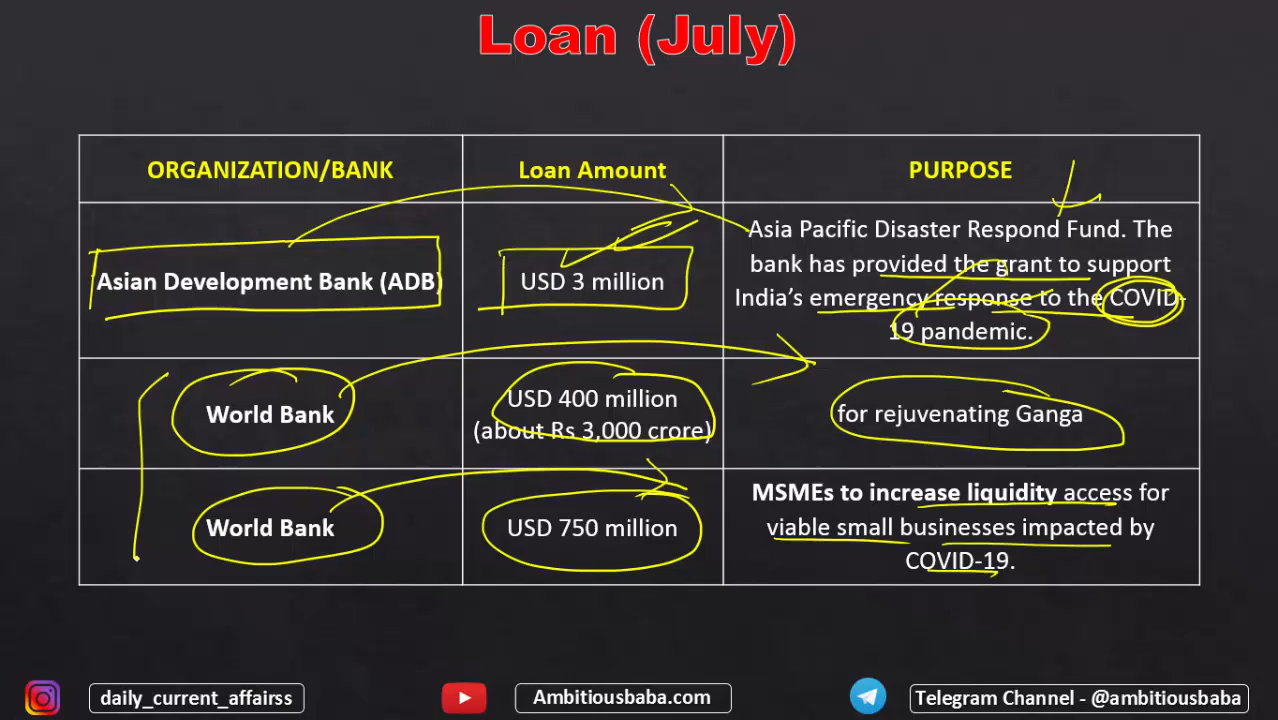 Loan (July)
ORGANIZATION/BANK
Loan Amount
PURPOSE
Asian Development Bank (ADB)
USD 3 million
Asia Pacific Disaster Respond Fund. The
bank has provided the grant to support
India's emergency response to the COVID-
19 pandemic.
World Bank
USD 400 million
(about Rs 3,000 crore)
for rejuvenating Ganga
World Bank
USD 750 million
MSMEs to increase liquidity access for
viable small businesses impacted by
COVID-19.
daily_current_affairss
Ambitiousbaba.com
Telegram Channel - @ambitiousbaba